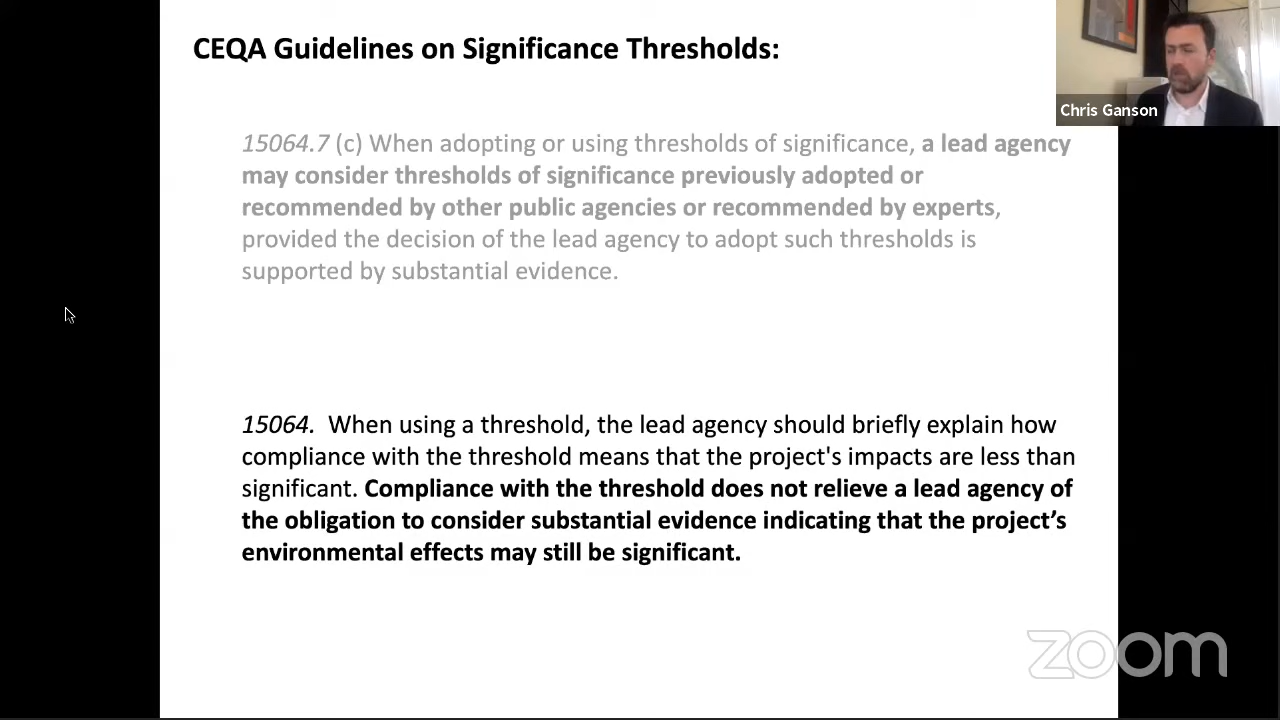 CEQA Guidelines on Significance Thresholds:
Chris Ganson
15064.7 (c) When adopting or using thresholds of significance, a lead agency
may consider thresholds of significance previously adopted or
recommended by other public agencies or recommended by experts,
provided the decision of the lead agency to adopt such thresholds is
supported by substantial evidence.
15064.  When using a threshold, the lead agency should briefly explain how
compliance with the threshold means that the project's impacts are less than
significant. Compliance with the threshold does not relieve a lead agency of
the obligation to consider substantial evidence indicating that the project’s
environmental effects may still be significant.
zoom